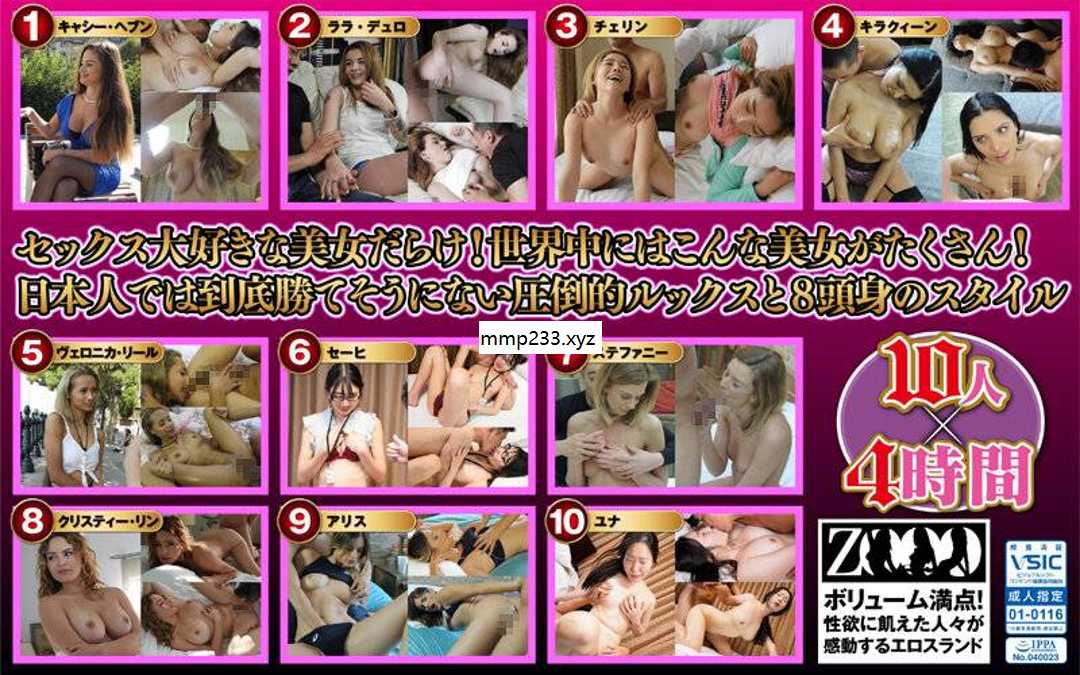 1 キャシー・ヘブン
2 ララ・デュロ
3 チェリン
4 キラクィーン
セックス大好きな美女だらけ!世界中にはこんな美女がたくさん!
日本人では到底勝てそうにない圧倒的ルックスと8頭身のスタイル
mmp233.xyz
5 ヴェロニカ・リール
6 セーヒ
7 ステファニー
10人
×
4時間
8 クリスティー・リン
9 アリス
10 ユナ
ZOOO
ボリューム満点!
性欲に飢えた人々が
感動するエロスランド
検査済証
VSIC
成人指定
01-0116
IPPA
No.040023